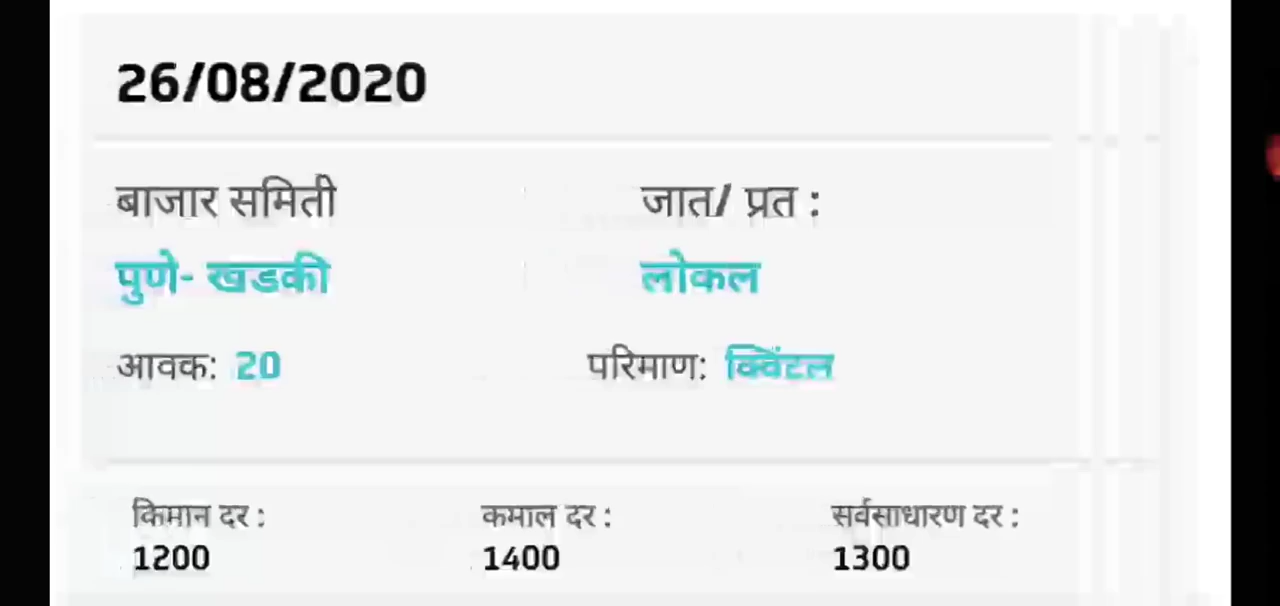 26/08/2020
बाजार समिती जात/ प्रत :
पुणे- खडकी लोकल
आवक: 20 परिमाण: क्विंटल
किमान दर : कमाल दर : सर्वसाधारण दर :
1200 1400 1300